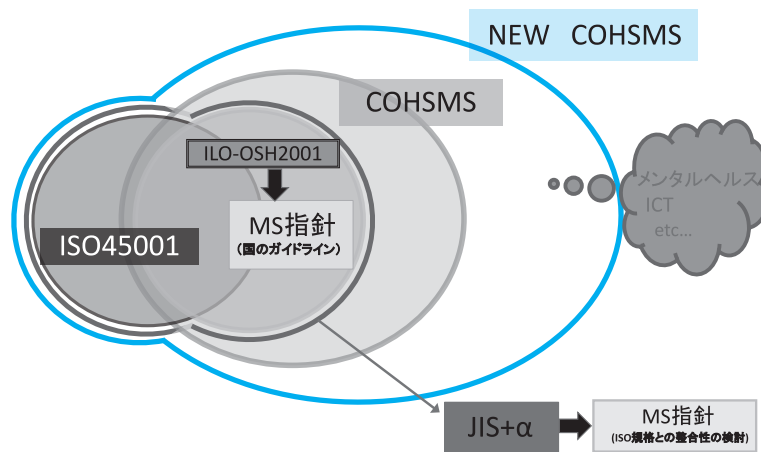 NEW COHSMS
COHSMS
ILO-OSH2001
MS指針
(国のガイドライン)
ISO45001
メンタルヘルス
ICT
etc...
JIS+α
MS指針
(ISO規格との整合性の検討)